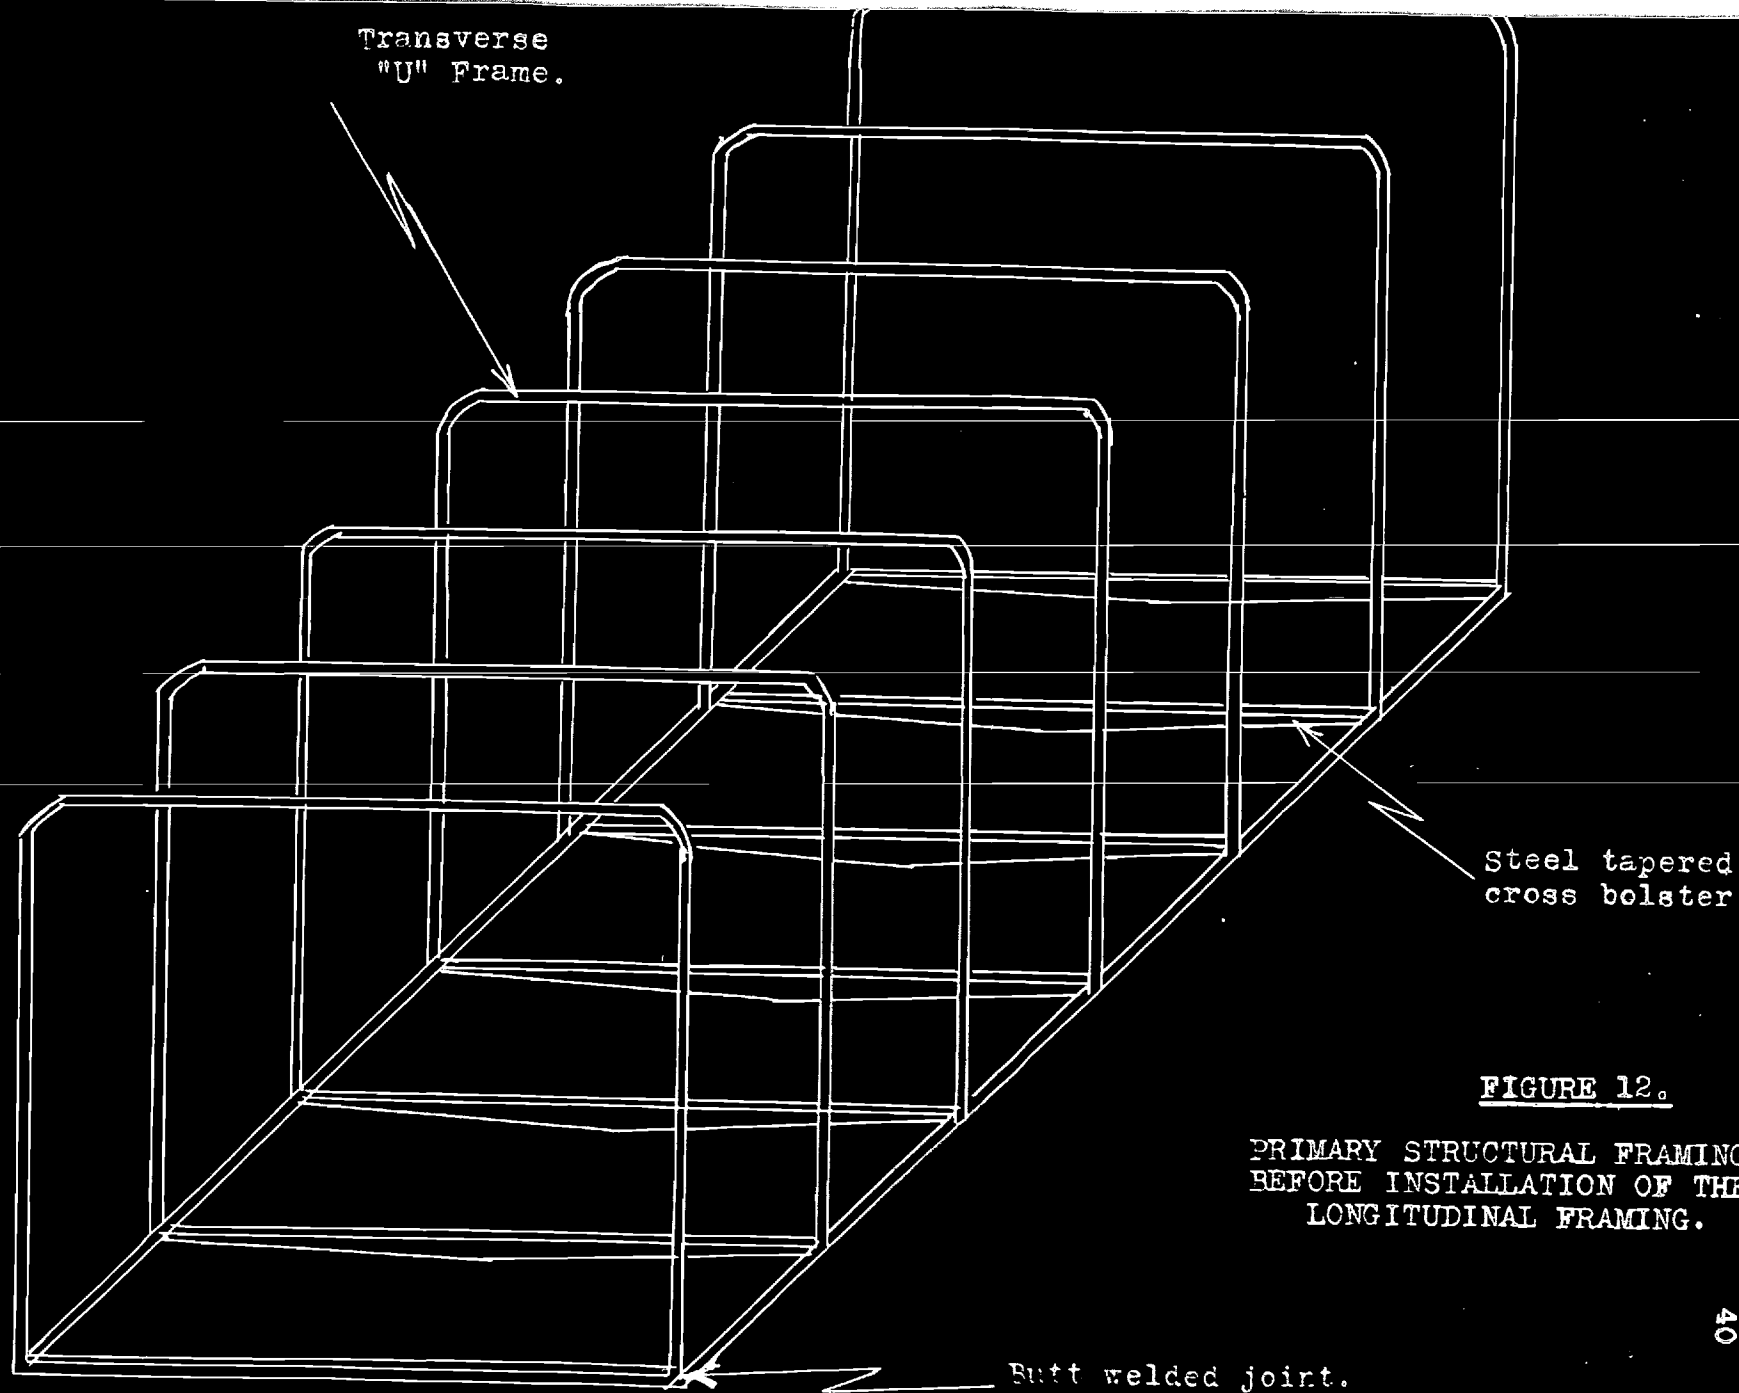 Transverse
"U" Frame.
Steel tapered
cross bolster
FIGURE 12.
PRIMARY STRUCTURAL FRAMING
BEFORE INSTALLATION OF THE
LONGITUDINAL FRAMING.
40
Butt welded joint.